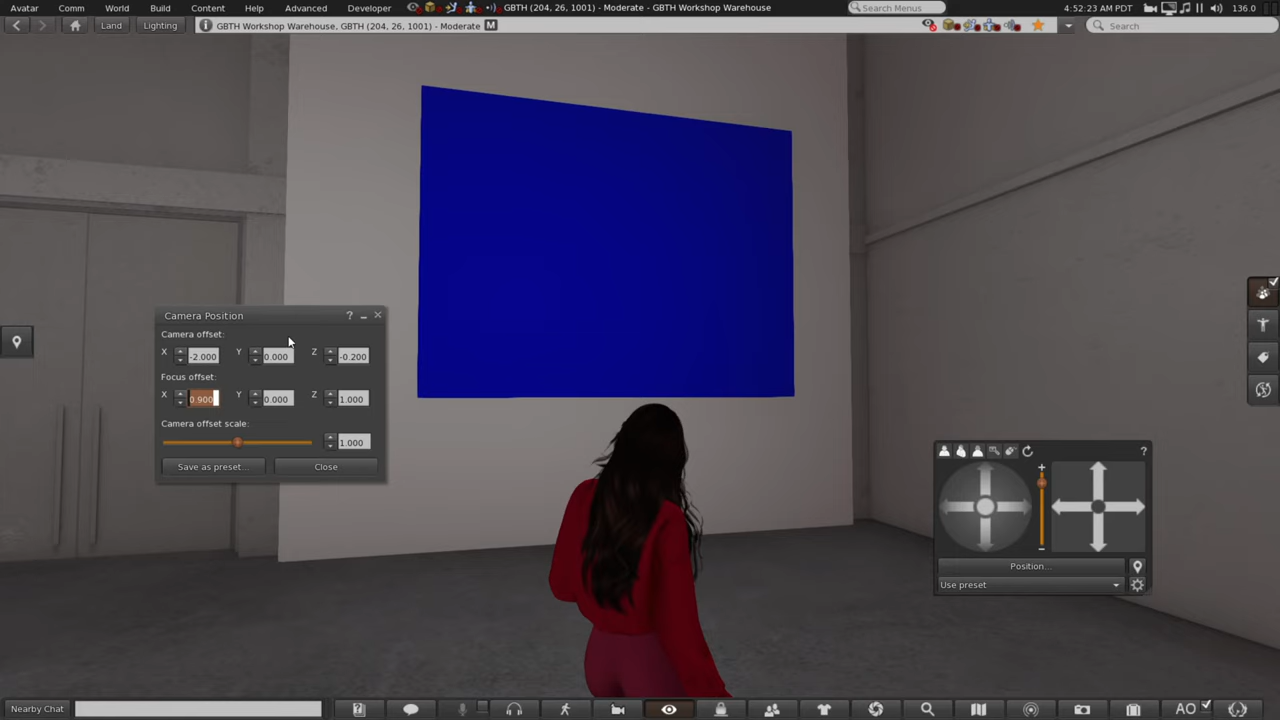 Avatar Comm World Build Content Help Advanced Developer GBTH (204, 26, 1001) - Moderate - GBTH Workshop Warehouse Search Menus 4:52:23 AM PDT 136.0
Land Lighting GBTH Workshop Warehouse, GBTH (204, 26, 1001) - Moderate M Search
Camera Position ?
Camera offset:
X -2.000 Y 0.000 Z -0.200
Focus offset:
X 0.900 Y 0.000 Z 1.000
Camera offset scale:
1.000
Save as preset... Close
?
Position...
Use preset
Nearby Chat AO